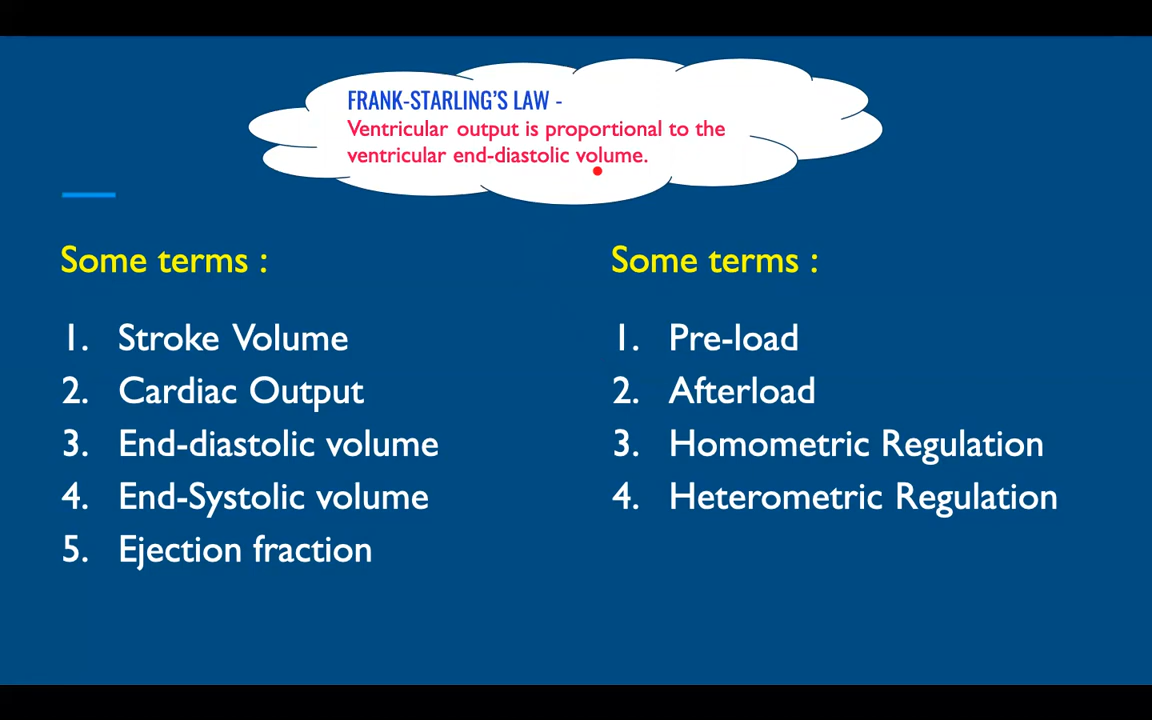 FRANK-STARLING'S LAW -
Ventricular output is proportional to the
ventricular end-diastolic volume.
Some terms :
1. Stroke Volume
2. Cardiac Output
3. End-diastolic volume
4. End-Systolic volume
5. Ejection fraction
Some terms :
1. Pre-load
2. Afterload
3. Homometric Regulation
4. Heterometric Regulation